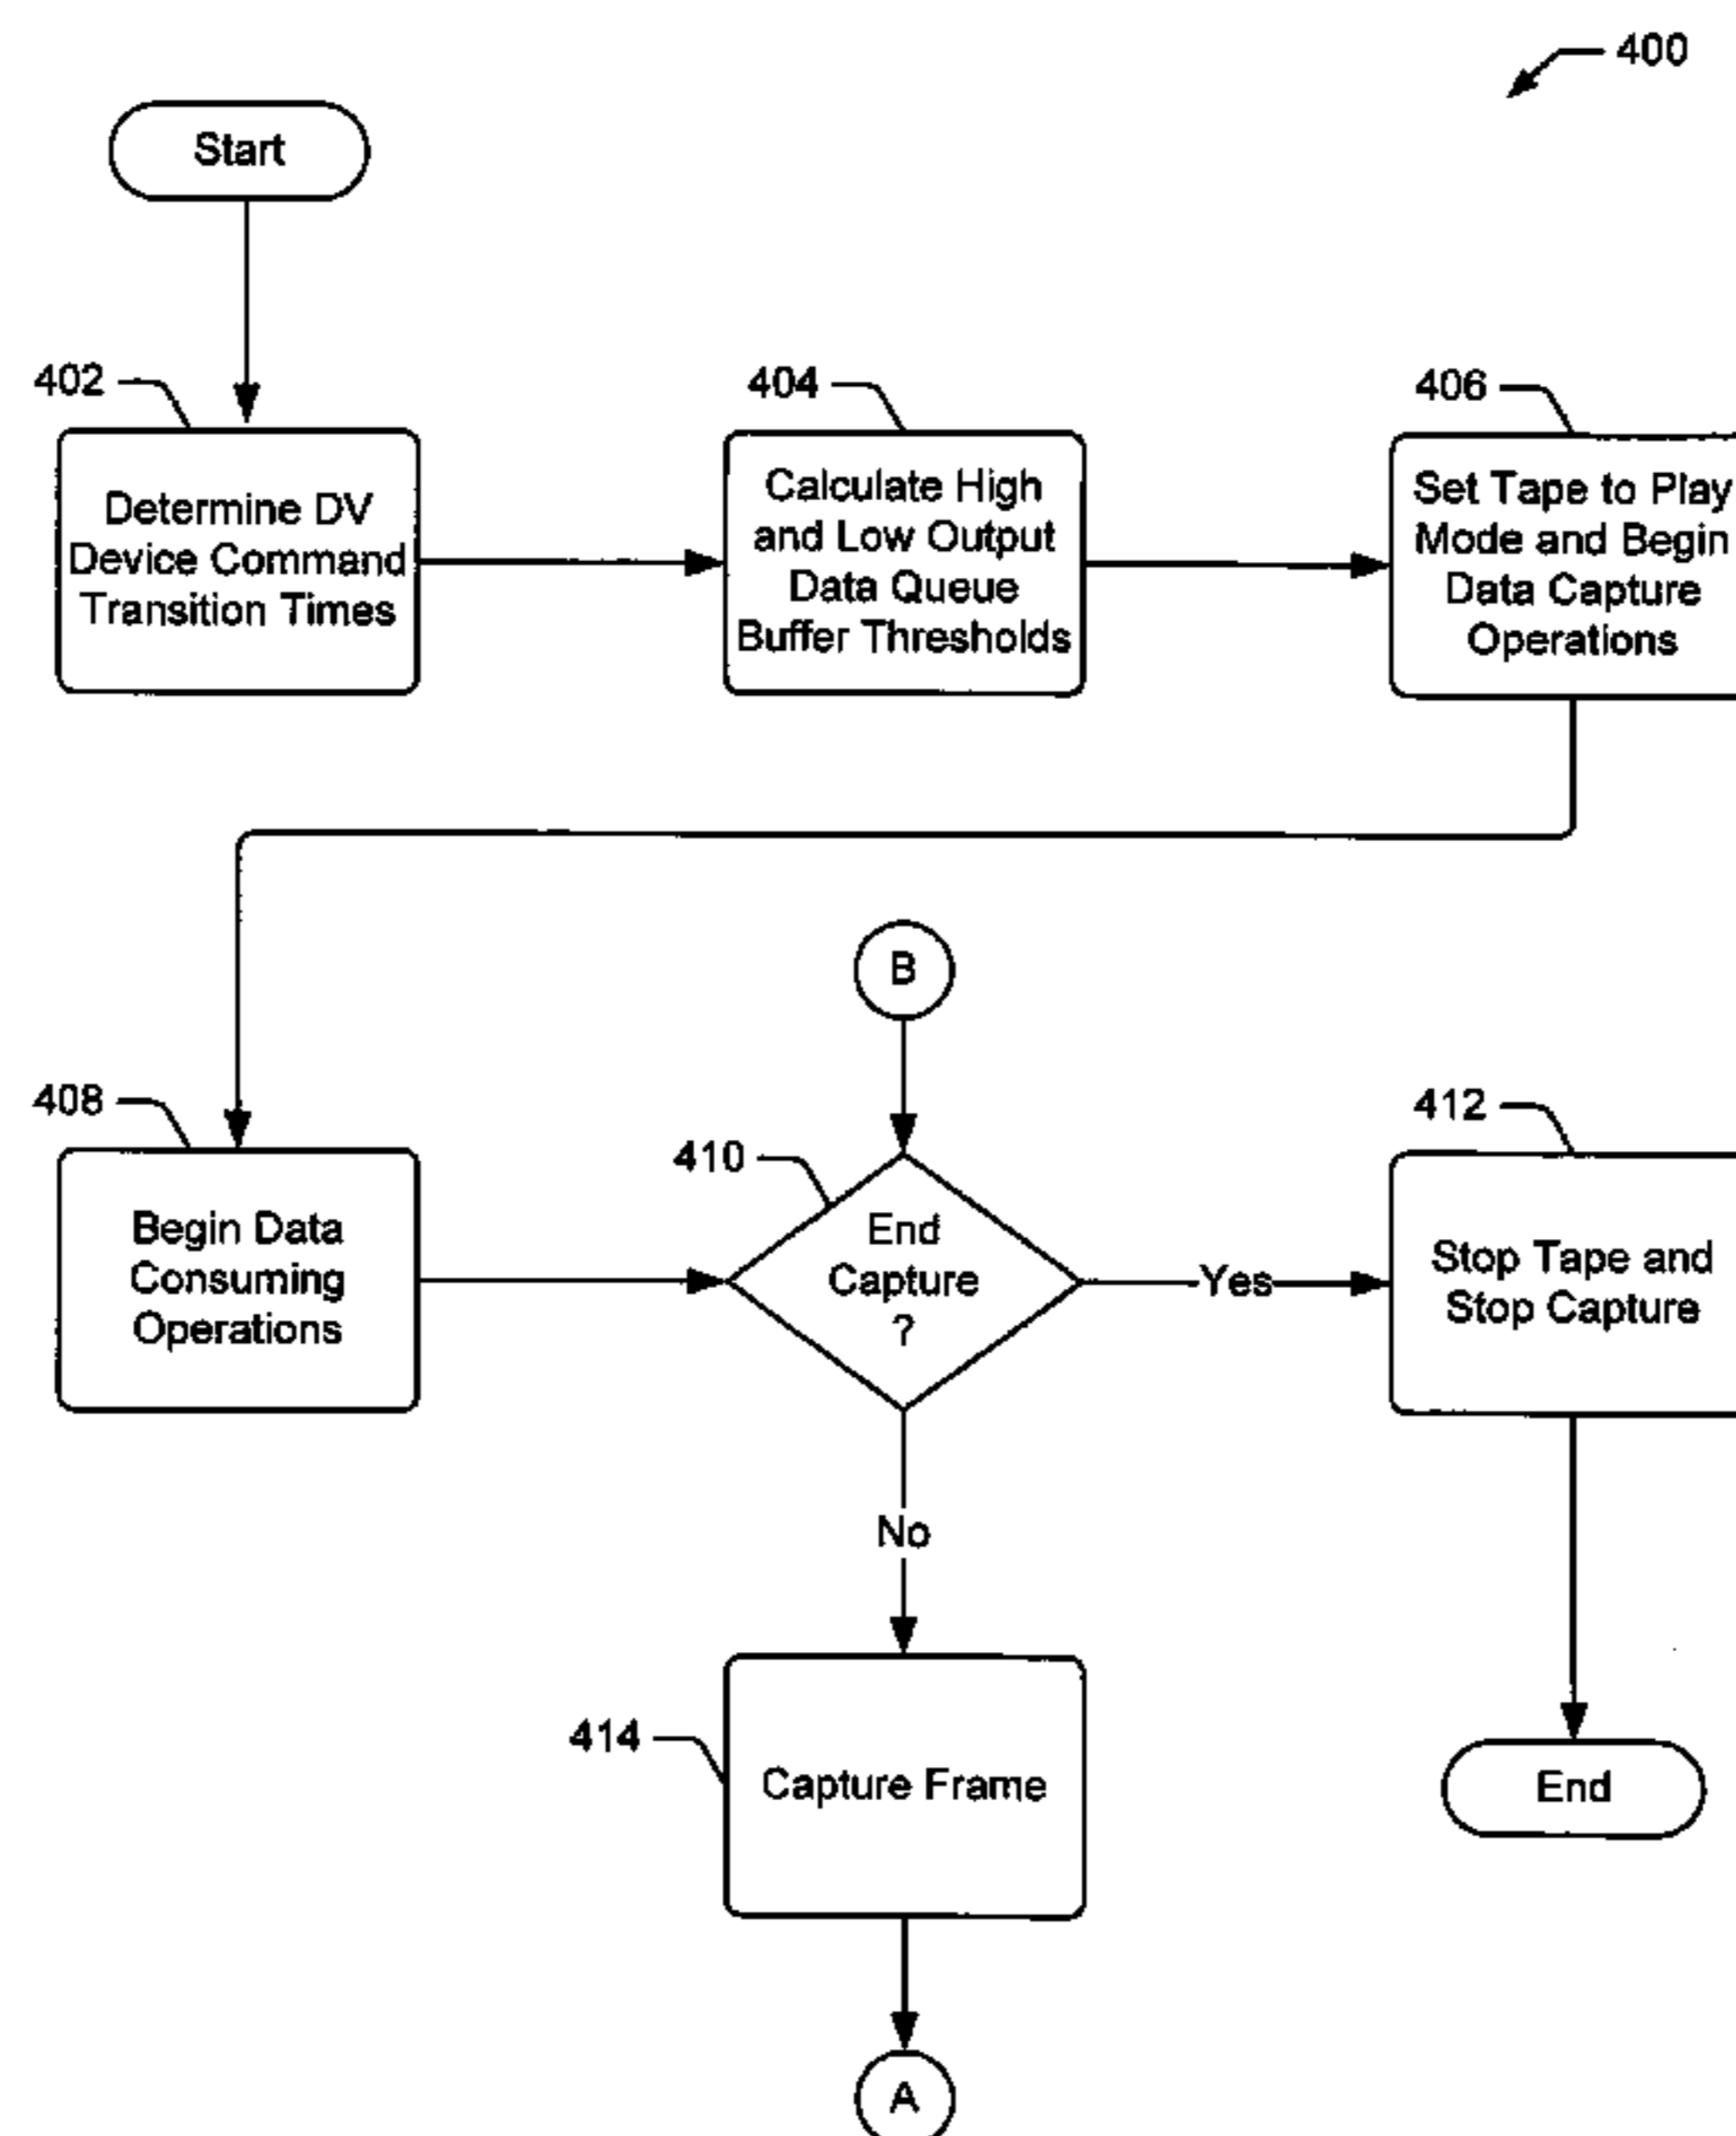 400
Start
402
Determine DV
Device Command
Transition Times
404
Calculate High
and Low Output
Data Queue
Buffer Thresholds
406
Set Tape to Play
Mode and Begin
Data Capture
Operations
B
408
Begin Data
Consuming
Operations
410
End
Capture
?
Yes
412
Stop Tape and
Stop Capture
No
414
Capture Frame
End
A